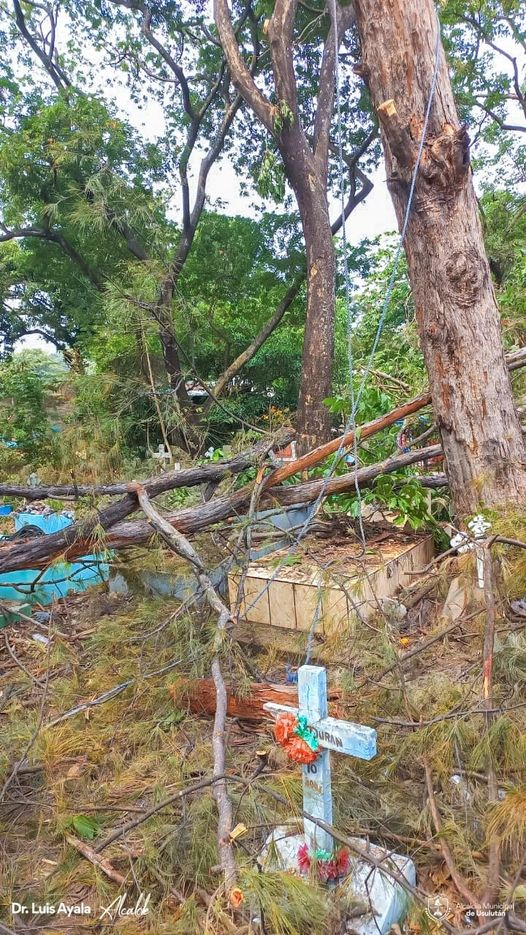 DURAN
10
Dr. Luis Ayala
Alcalde
Alcaldía Municipal
de Usulután